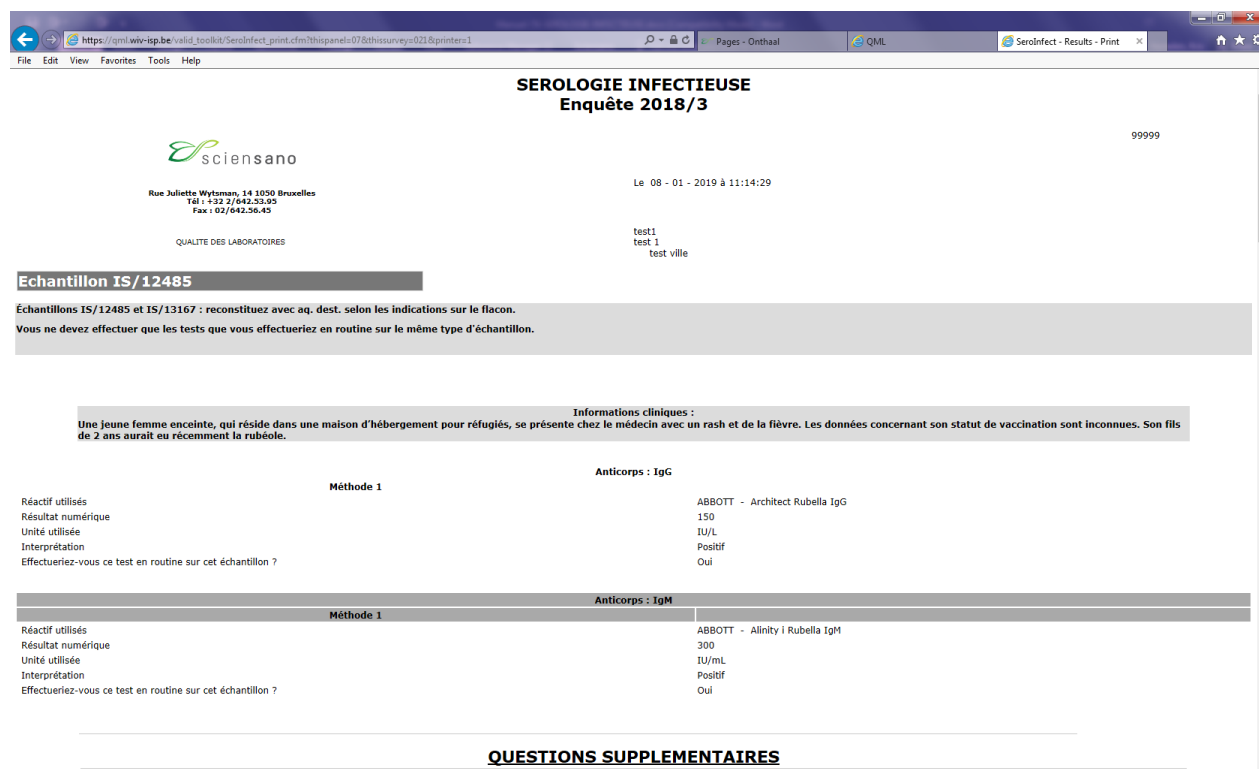 https://qml.wiv-isp.be/valid_toolkit/SeroInfect_print.cfm?thispanel=07&thissurvey=021&printer=1
Pages - Onthaal
QML
SeroInfect - Results - Print
File Edit View Favorites Tools Help
SEROLOGIE INFECTIEUSE
Enquête 2018/3
99999
sciensano
Le 08 - 01 - 2019 à 11:14:29
Rue Juliette Wytsman, 14 1050 Bruxelles
Tél : +32 2/642.53.95
Fax : 02/642.56.45
test1
QUALITE DES LABORATOIRES
test 1
test ville
Echantillon IS/12485
Échantillons IS/12485 et IS/13167 : reconstituez avec aq. dest. selon les indications sur le flacon.
Vous ne devez effectuer que les tests que vous effectueriez en routine sur le même type d'échantillon.
Informations cliniques :
Une jeune femme enceinte, qui réside dans une maison d'hébergement pour réfugiés, se présente chez le médecin avec un rash et de la fièvre. Les données concernant son statut de vaccination sont inconnues. Son fils
de 2 ans aurait eu récemment la rubéole.
Anticorps : IgG
Méthode 1
Réactif utilisés ABBOTT - Architect Rubella IgG
Résultat numérique 150
Unité utilisée IU/L
Interprétation Positif
Effectueriez-vous ce test en routine sur cet échantillon ? Oui
Anticorps : IgM
Méthode 1
Réactif utilisés ABBOTT - Alinity i Rubella IgM
Résultat numérique 300
Unité utilisée IU/mL
Interprétation Positif
Effectueriez-vous ce test en routine sur cet échantillon ? Oui
QUESTIONS SUPPLEMENTAIRES